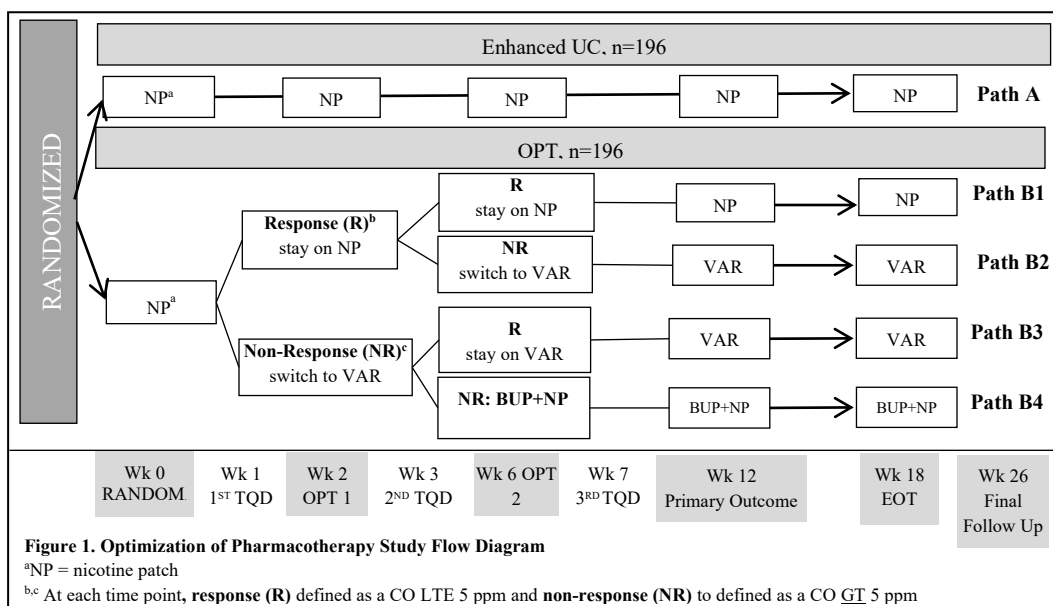 Enhanced UC, n=196
RANDOMIZED
NPᵃ
NP
NP
NP
NP
Path A
OPT, n=196
NPᵃ
Response (R)ᵇ
stay on NP
Non-Response (NR)ᶜ
switch to VAR
R
stay on NP
NP
NP
Path B1
NR
switch to VAR
VAR
VAR
Path B2
R
stay on VAR
VAR
VAR
Path B3
NR: BUP+NP
BUP+NP
BUP+NP
Path B4
Wk 0
RANDOM.
Wk 1
1ST TQD
Wk 2
OPT 1
Wk 3
2ND TQD
Wk 6 OPT
2
Wk 7
3RD TQD
Wk 12
Primary Outcome
Wk 18
EOT
Wk 26
Final
Follow Up
Figure 1. Optimization of Pharmacotherapy Study Flow Diagram
ᵃNP = nicotine patch
ᵇ,ᶜ At each time point, response (R) defined as a CO LTE 5 ppm and non-response (NR) to defined as a CO GT 5 ppm